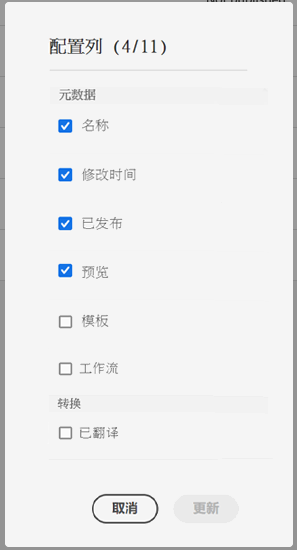 配置列 (4/11)
元数据
名称
修改时间
已发布
预览
模板
工作流
转换
已翻译
取消
更新